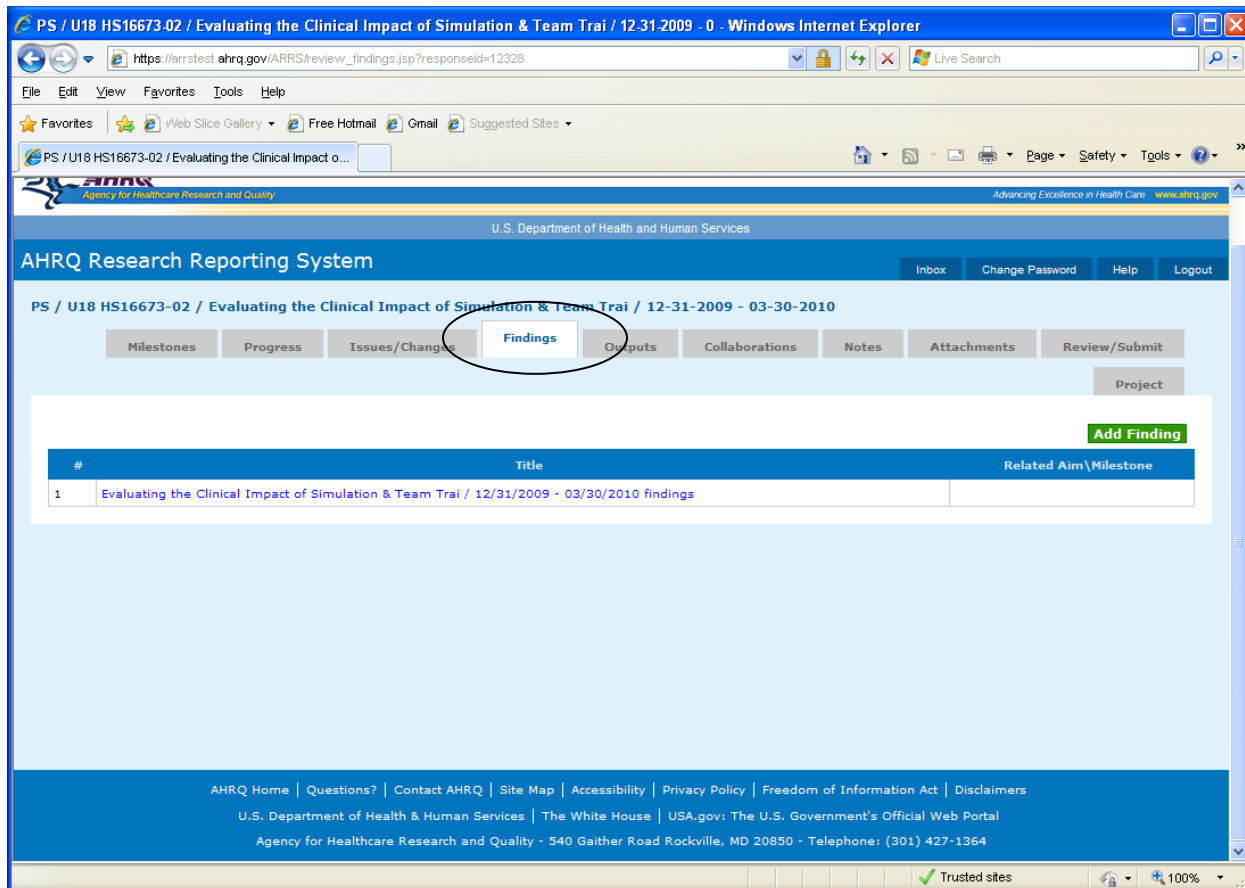 PS / U18 HS16673-02 / Evaluating the Clinical Impact of Simulation & Team Trai / 12-31-2009 - 0 - Windows Internet Explorer
https://arrstest.ahrq.gov/ARRS/review_findings.jsp?responseid=12328
Live Search
File Edit View Favorites Tools Help
Favorites Web Slice Gallery Free Hotmail Gmail Suggested Sites
PS / U18 HS16673-02 / Evaluating the Clinical Impact o... Page Safety Tools »
AHRQ
Agency for Healthcare Research and Quality Advancing Excellence in Health Care www.ahrq.gov
U.S. Department of Health and Human Services
AHRQ Research Reporting System
Inbox Change Password Help Logout
PS / U18 HS16673-02 / Evaluating the Clinical Impact of Simulation & Team Trai / 12-31-2009 - 03-30-2010
Milestones Progress Issues/Changes Findings Outputs Collaborations Notes Attachments Review/Submit
Project
Add Finding
# Title Related Aim\Milestone
1 Evaluating the Clinical Impact of Simulation & Team Trai / 12/31/2009 - 03/30/2010 findings
AHRQ Home | Questions? | Contact AHRQ | Site Map | Accessibility | Privacy Policy | Freedom of Information Act | Disclaimers
U.S. Department of Health & Human Services | The White House | USA.gov: The U.S. Government's Official Web Portal
Agency for Healthcare Research and Quality - 540 Gaither Road Rockville, MD 20850 - Telephone: (301) 427-1364
Trusted sites 100%